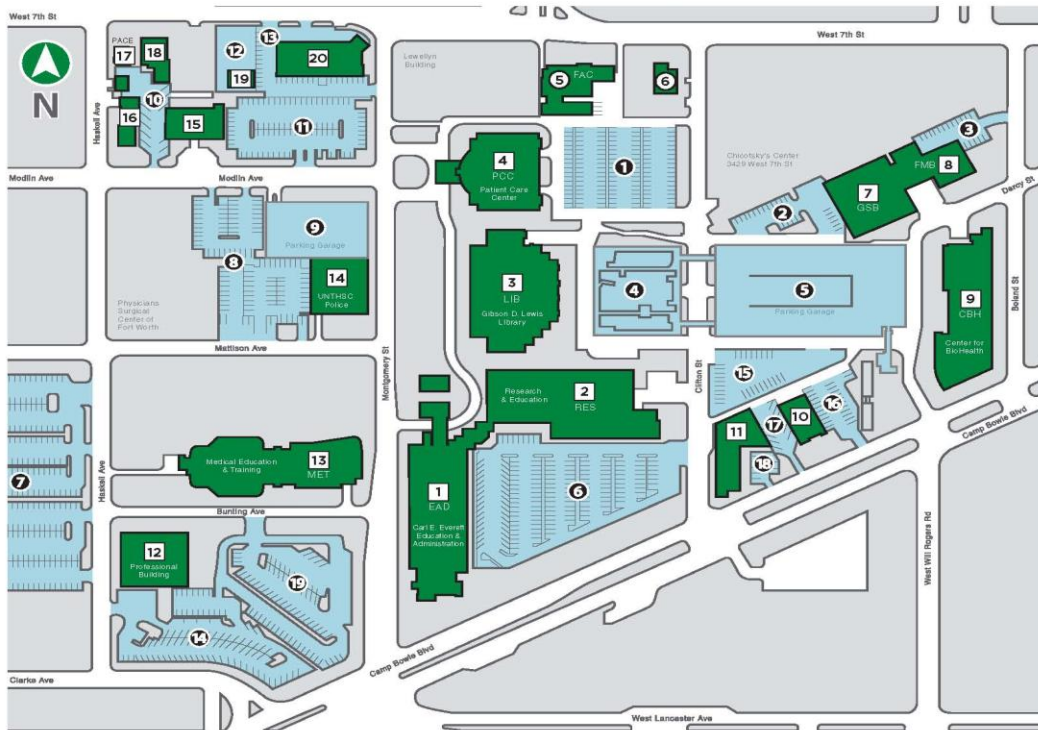 West 7th St
West 7th St
N
PACE
17
18
12
13
19
20
10
16
15
11
Haskell Ave
Lewellyn
Building
5
FAC
6
4
PCC
Patient Care
Center
1
Chicotsky's Center
3429 West 7th St
3
FMB
8
7
GSB
2
Darcy St
Modlin Ave
Modlin Ave
9
Parking Garage
8
14
UNTHSC
Police
Physicians
Surgical
Center of
Fort Worth
Mattison Ave
Montgomery St
3
LIB
Gibson D. Lewis
Library
4
5
Parking Garage
9
CBH
Center for
BioHealth
Boland St
Clifton St
15
2
Research
& Education
RES
16
17
10
11
18
Camp Bowie Blvd
7
Haskell Ave
Medical Education
& Training
13
MET
Bunting Ave
1
EAD
Carl E. Everett
Education &
Administration
6
West Will Rogers Rd
12
Professional
Building
19
14
Camp Bowie Blvd
Clarke Ave
West Lancaster Ave